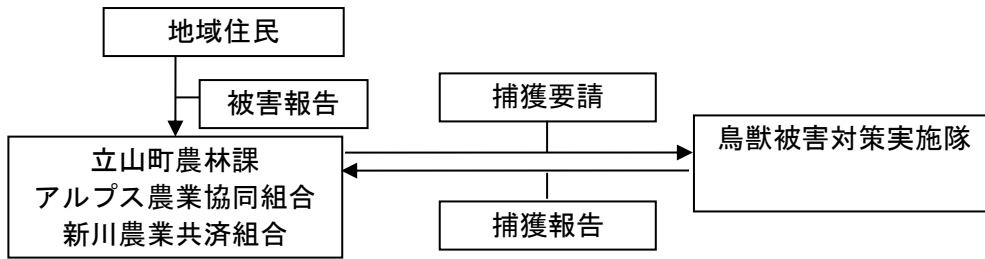 地域住民
被害報告
捕獲要請
立山町農林課
アルプス農業協同組合
新川農業共済組合
鳥獣被害対策実施隊
捕獲報告